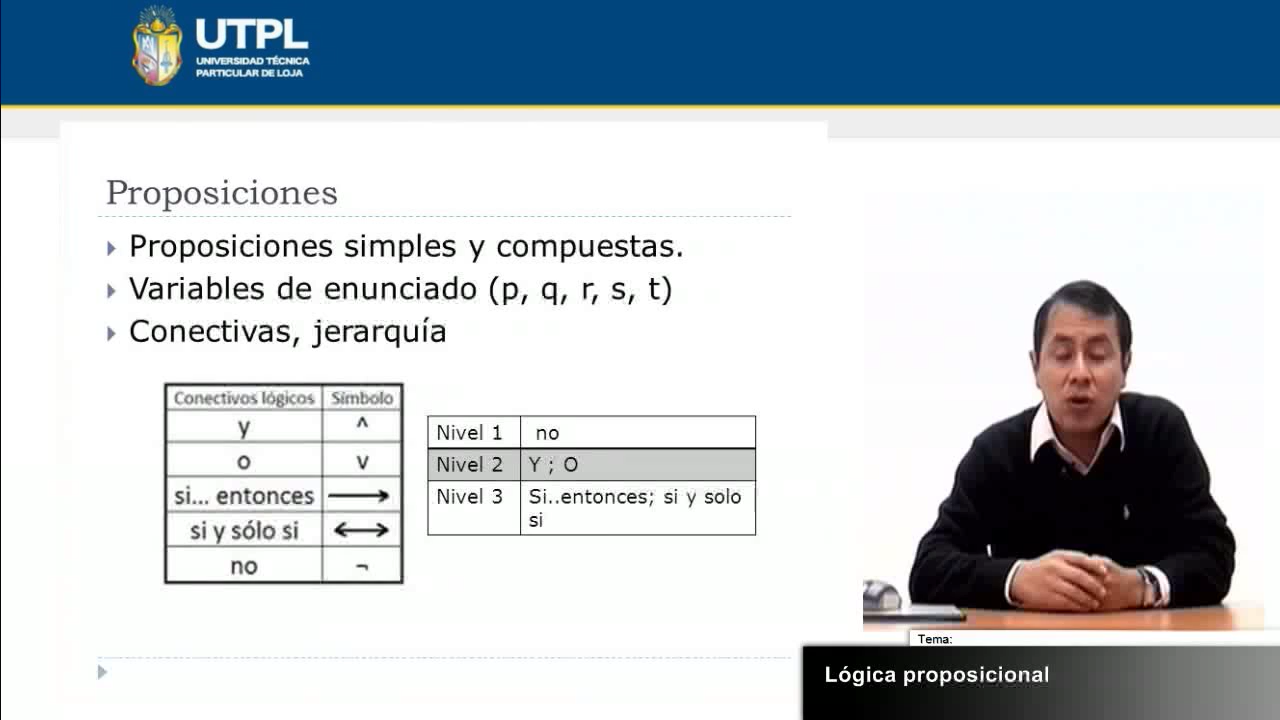 UTPL
UNIVERSIDAD TÉCNICA
PARTICULAR DE LOJA
Proposiciones
Proposiciones simples y compuestas.
Variables de enunciado (p, q, r, s, t)
Conectivas, jerarquía
Conectivos lógicos Símbolo
y ^
o v
si... entonces →
si y sólo si ↔
no ¬
Nivel 1 no
Nivel 2 Y ; O
Nivel 3 Si..entonces; si y solo
si
Tema:
Lógica proposicional